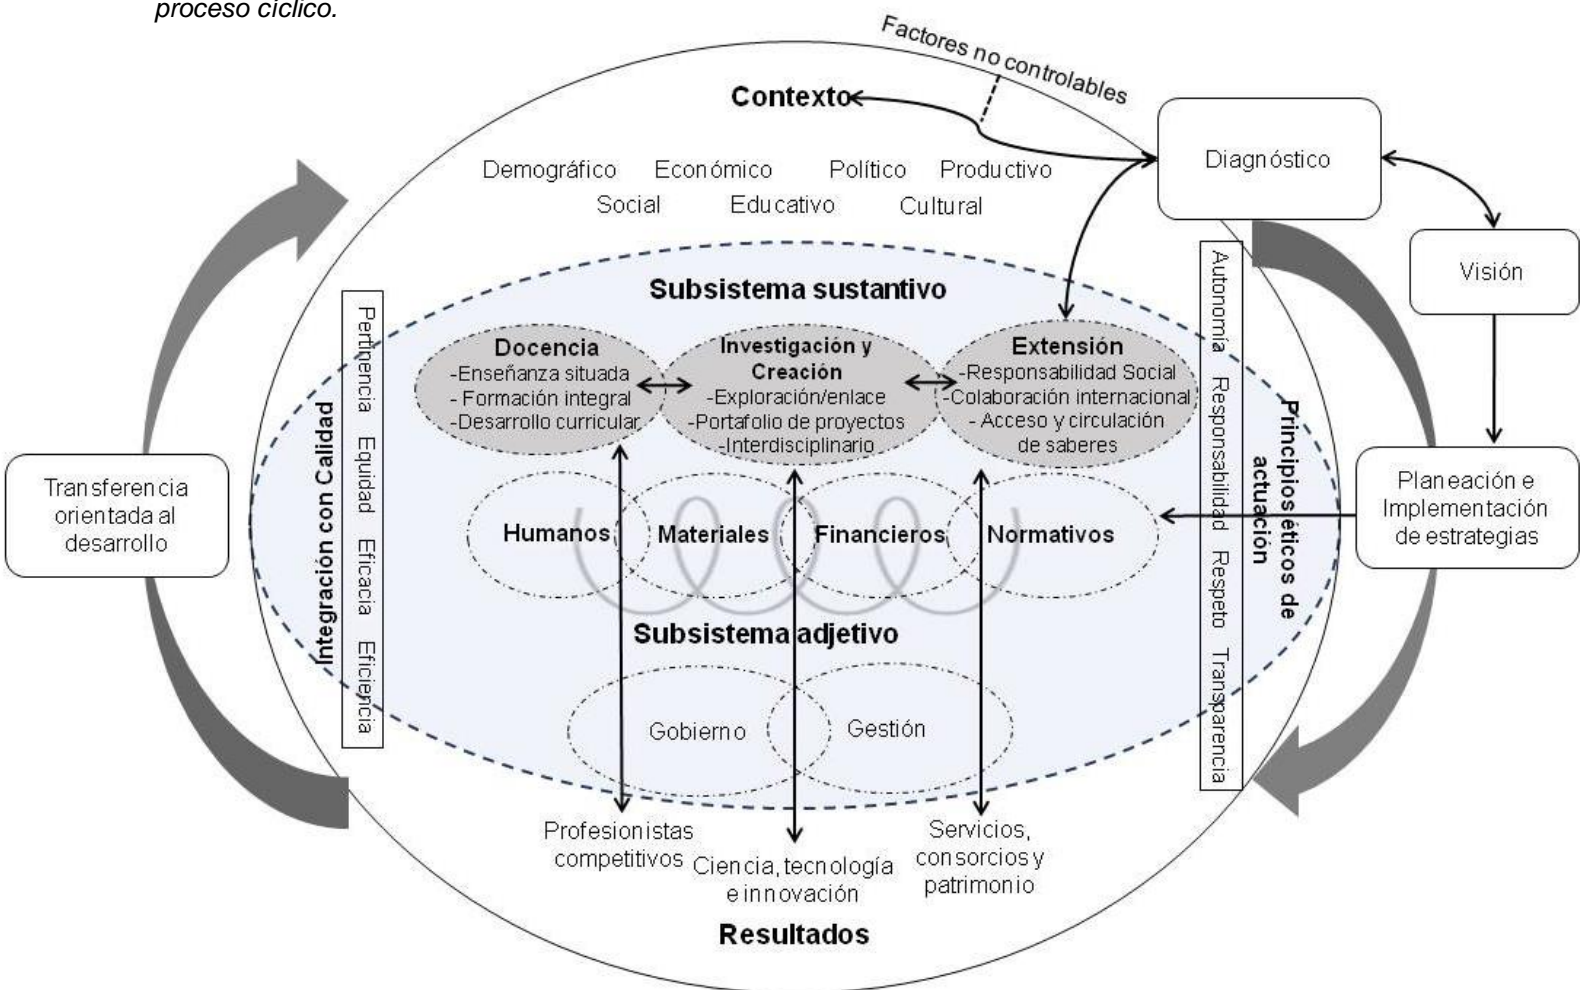 proceso cíclico.
Factores no controlables
Contexto
Diagnóstico
Demográfico Económico Político Productivo
Social Educativo Cultural
Visión
Subsistema sustantivo
Docencia
-Enseñanza situada
- Formación integral
-Desarrollo curricular
Investigación y
Creación
-Exploración/enlace
-Portafolio de proyectos
-Interdisciplinario
Extensión
-Responsabilidad Social
-Colaboración internacional
- Acceso y circulación
de saberes
Integración con Calidad
Pertinencia Equidad Eficacia Eficiencia
Autonomía Responsabilidad Respeto Transparencia
Principios éticos de
actuación
Transferencia
orientada al
desarrollo
Planeación e
Implementación
de estrategias
Humanos Materiales Financieros Normativos
Subsistema adjetivo
Gobierno Gestión
Profesionistas
competitivos
Ciencia, tecnología
e innovación
Servicios,
consorcios y
patrimonio
Resultados